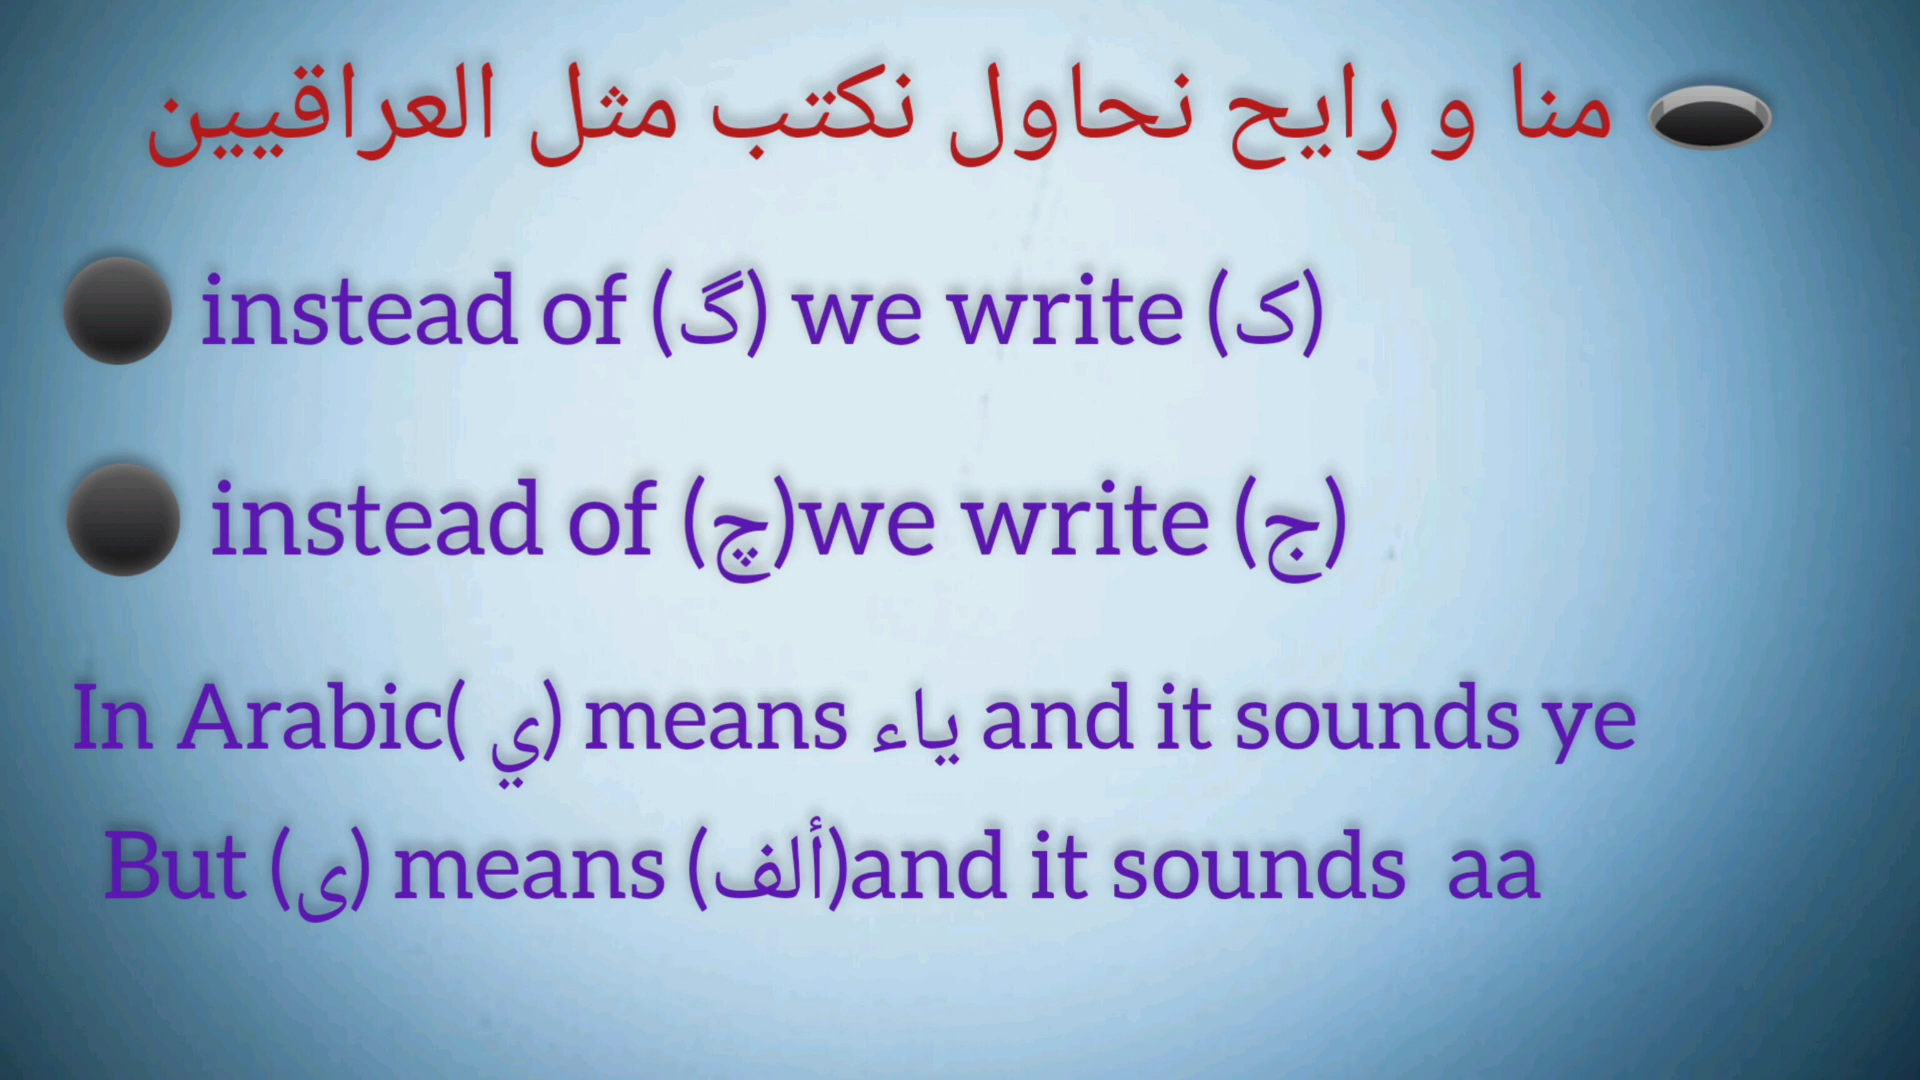 منا و رايح نحاول نكتب مثل العراقيين
instead of (گ) we write (ک)
instead of (چ)we write (ج)
In Arabic( ي) means ياء and it sounds ye
But (ى) means (ألف)and it sounds aa